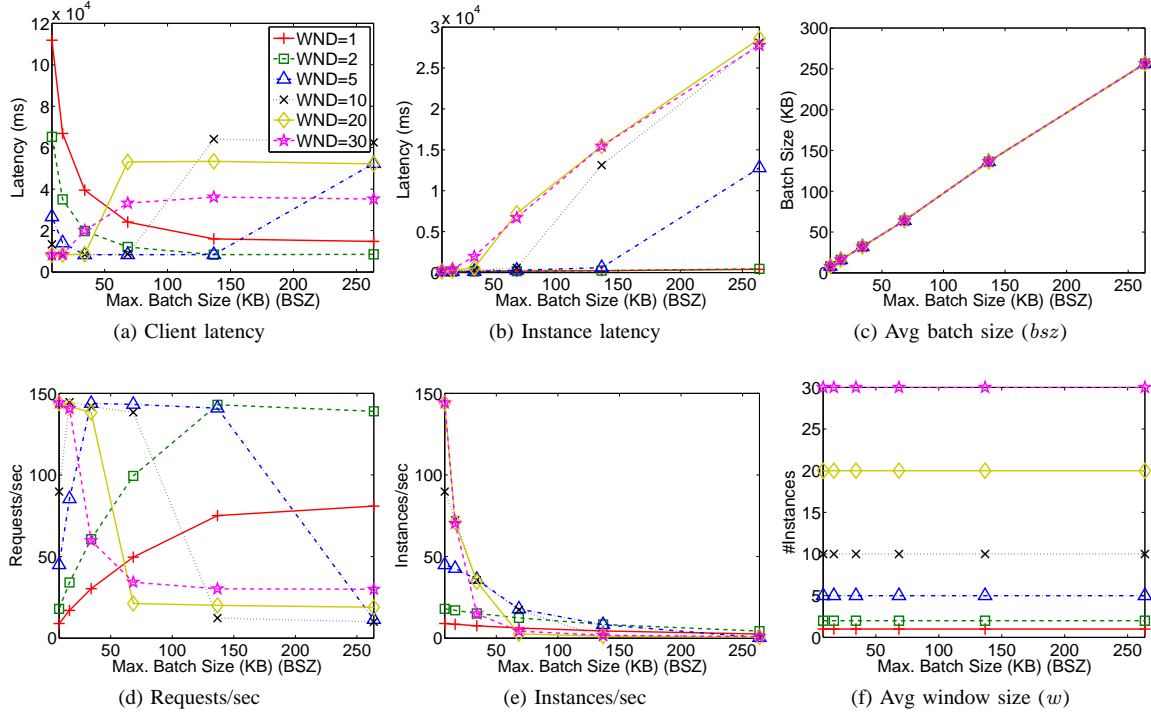 12 x 10^4
10
8
6
4
2
0
0 50 100 150 200 250
Latency (ms)
Max. Batch Size (KB) (BSZ)
WND=1
WND=2
WND=5
WND=10
WND=20
WND=30
(a) Client latency
3 x 10^4
2
1
0
0 50 100 150 200 250
Latency (ms)
Max. Batch Size (KB) (BSZ)
(b) Instance latency
300
250
200
150
100
50
0
0 50 100 150 200 250
Batch Size (KB)
Max. Batch Size (KB) (BSZ)
(c) Avg batch size (bsz)
150
100
50
0
0 50 100 150 200 250
Requests/sec
Max. Batch Size (KB) (BSZ)
(d) Requests/sec
150
100
50
0
0 50 100 150 200 250
Instances/sec
Max. Batch Size (KB) (BSZ)
(e) Instances/sec
30
25
20
15
10
5
0
0 50 100 150 200 250
#Instances
Max. Batch Size (KB) (BSZ)
(f) Avg window size (w)